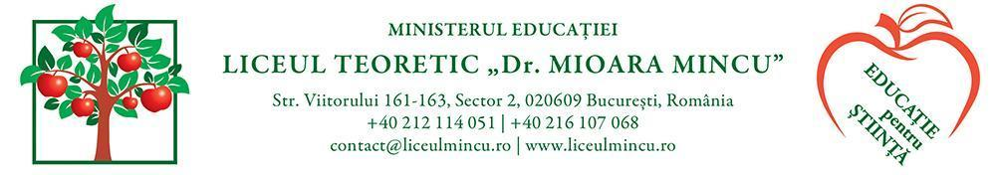 MINISTERUL EDUCAȚIEI
LICEUL TEORETIC „Dr. MIOARA MINCU”
Str. Viitorului 161-163, Sector 2, 020609 București, România
+40 212 114 051 | +40 216 107 068
contact@liceulmincu.ro | www.liceulmincu.ro
EDUCAȚIE
pentru
ȘTIINȚĂ